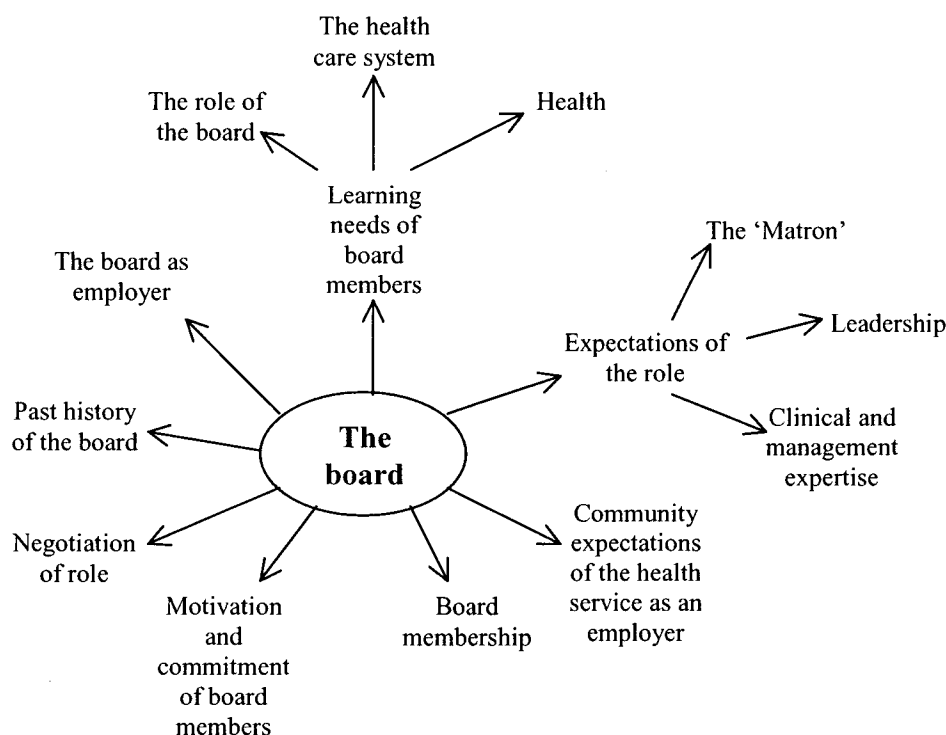 The health
care system
The role of
the board
Health
Learning
needs of
board
members
The 'Matron'
The board as
employer
Leadership
Expectations of
the role
Past history
of the board
The
board
Clinical and
management
expertise
Negotiation
of role
Motivation
and
commitment
of board
members
Board
membership
Community
expectations
of the health
service as an
employer